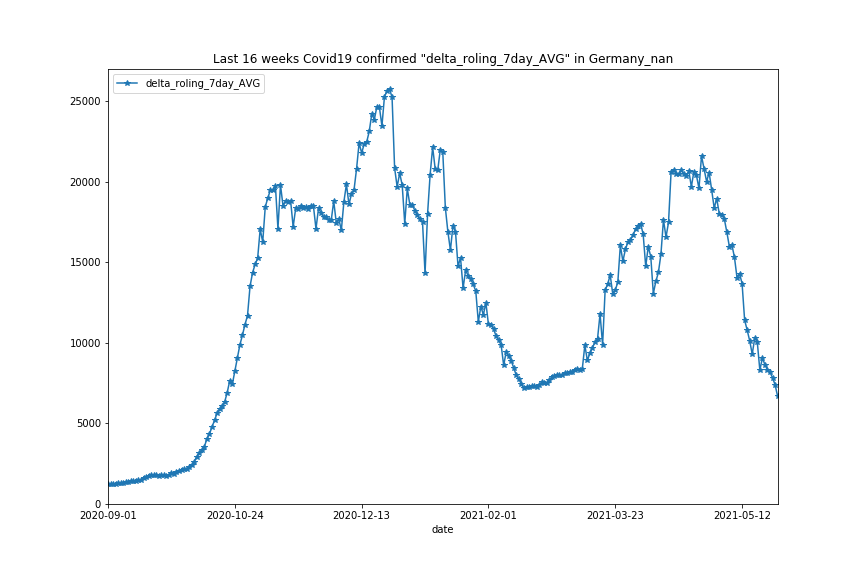 Last 16 weeks Covid19 confirmed "delta_roling_7day_AVG" in Germany_nan
delta_roling_7day_AVG
25000
20000
15000
10000
5000
0
2020-09-01 2020-10-24 2020-12-13 2021-02-01 2021-03-23 2021-05-12
date